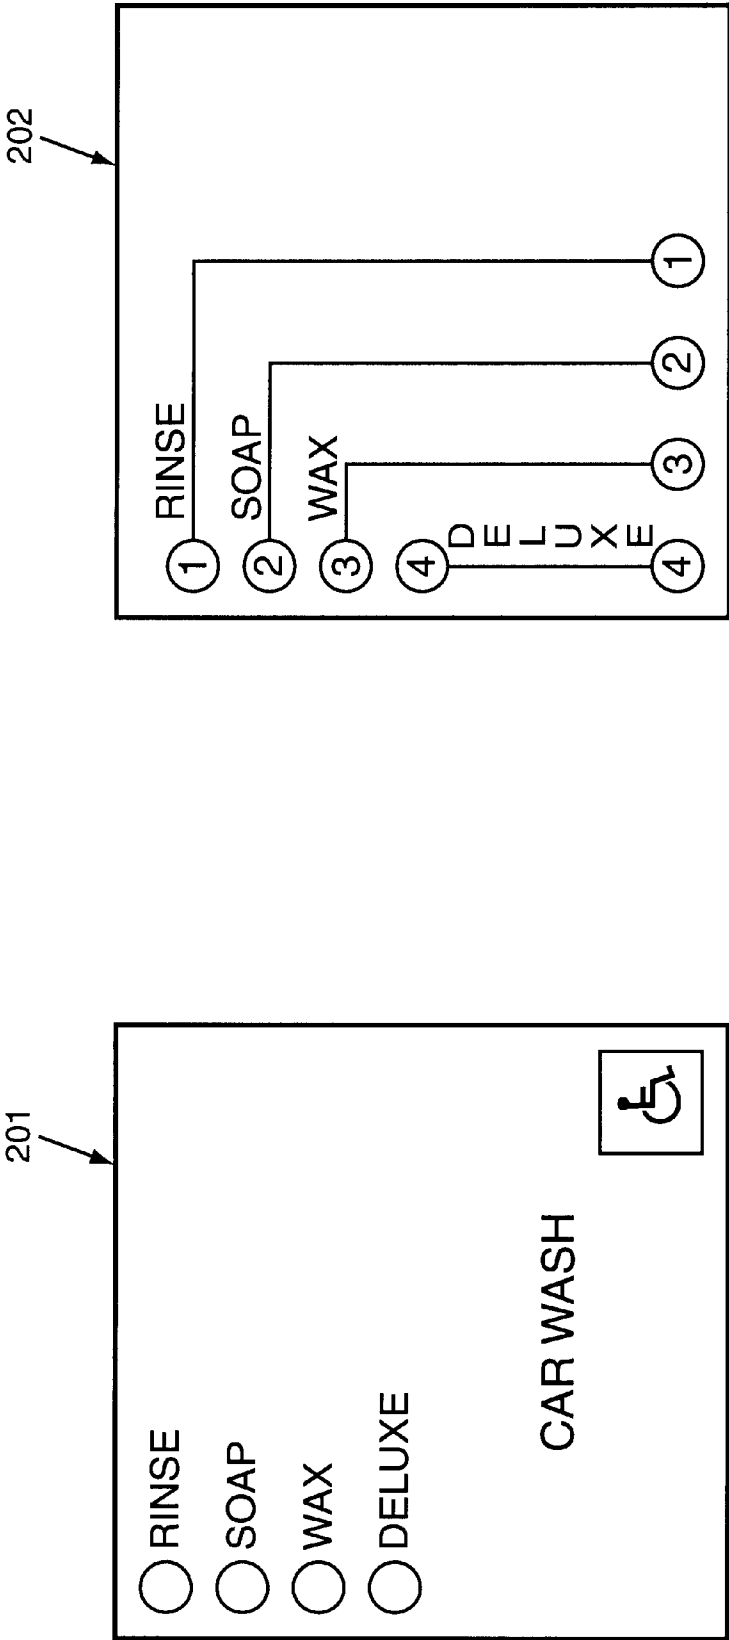 201
RINSE
SOAP
WAX
DELUXE
CAR WASH
202
1 RINSE
2 SOAP
3 WAX
4
DELUXE
4 3 2 1